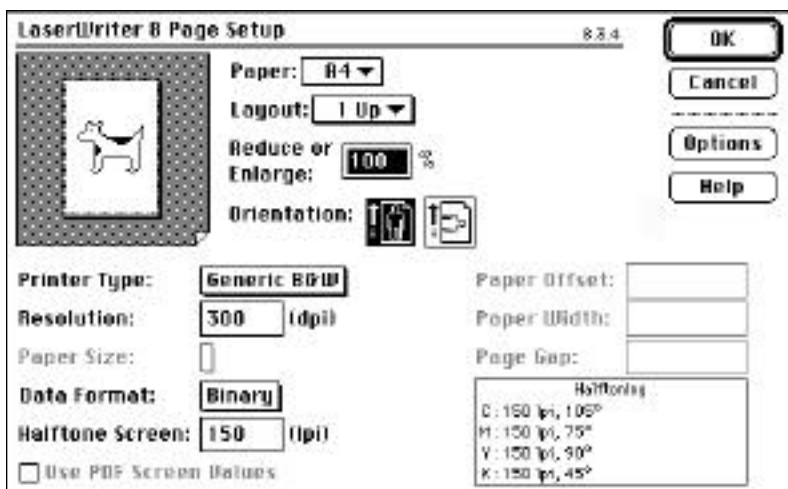 LaserWriter 8 Page Setup 8.3.4
OK
Paper: A4
Cancel
Layout: 1 Up
Reduce or Enlarge: 100 %
Options
Help
Orientation:
Printer Type: Generic B&W
Paper Offset:
Resolution: 300 (dpi)
Paper Width:
Paper Size:
Page Gap:
Data Format: Binary
Halftone Screen: 150 (lpi)
Use PDF Screen Values
Halftoning
C: 150 lpi, 105°
M: 150 lpi, 75°
Y: 150 lpi, 90°
K: 150 lpi, 45°